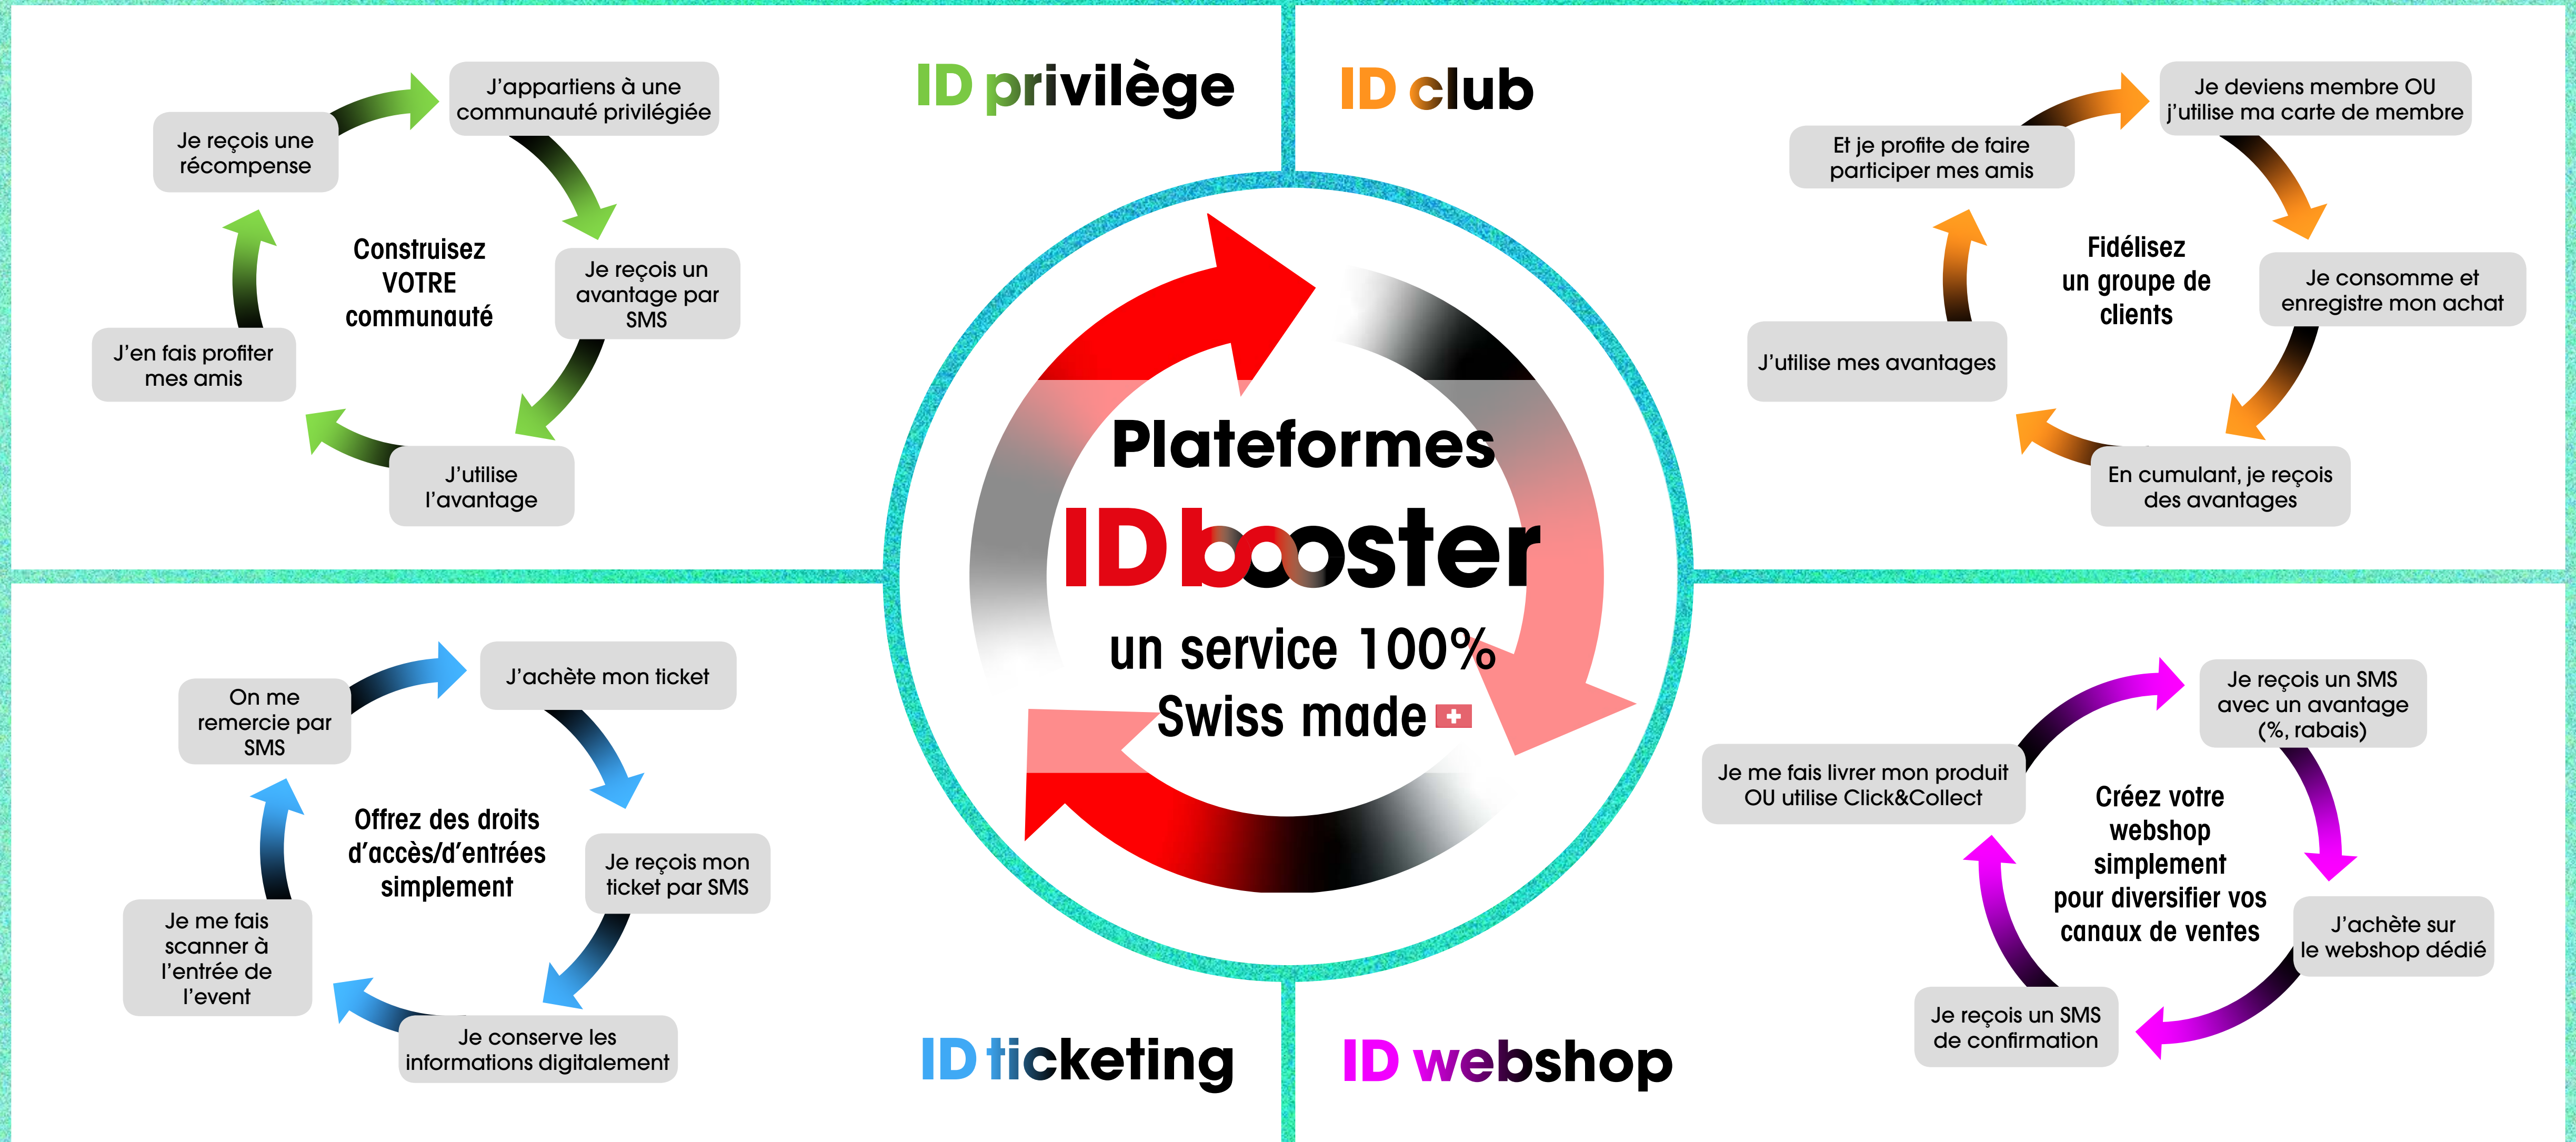 ID privilège
J'appartiens à une
communauté privilégiée
Je reçois un
avantage par
SMS
J'utilise
l'avantage
J'en fais profiter
mes amis
Je reçois une
récompense
Construisez
VOTRE
communauté
ID club
Je deviens membre OU
j'utilise ma carte de membre
Je consomme et
enregistre mon achat
En cumulant, je reçois
des avantages
J'utilise mes avantages
Et je profite de faire
participer mes amis
Fidélisez
un groupe de
clients
Plateformes
ID booster
un service 100%
Swiss made
J'achète mon ticket
Je reçois mon
ticket par SMS
Je conserve les
informations digitalement
Je me fais
scanner à
l'entrée de
l'event
On me
remercie par
SMS
Offrez des droits
d'accès/d'entrées
simplement
ID ticketing
Je reçois un SMS
avec un avantage
(%, rabais)
J'achète sur
le webshop dédié
Je reçois un SMS
de confirmation
Je me fais livrer mon produit
OU utilise Click&Collect
Créez votre
webshop
simplement
pour diversifier vos
canaux de ventes
ID webshop